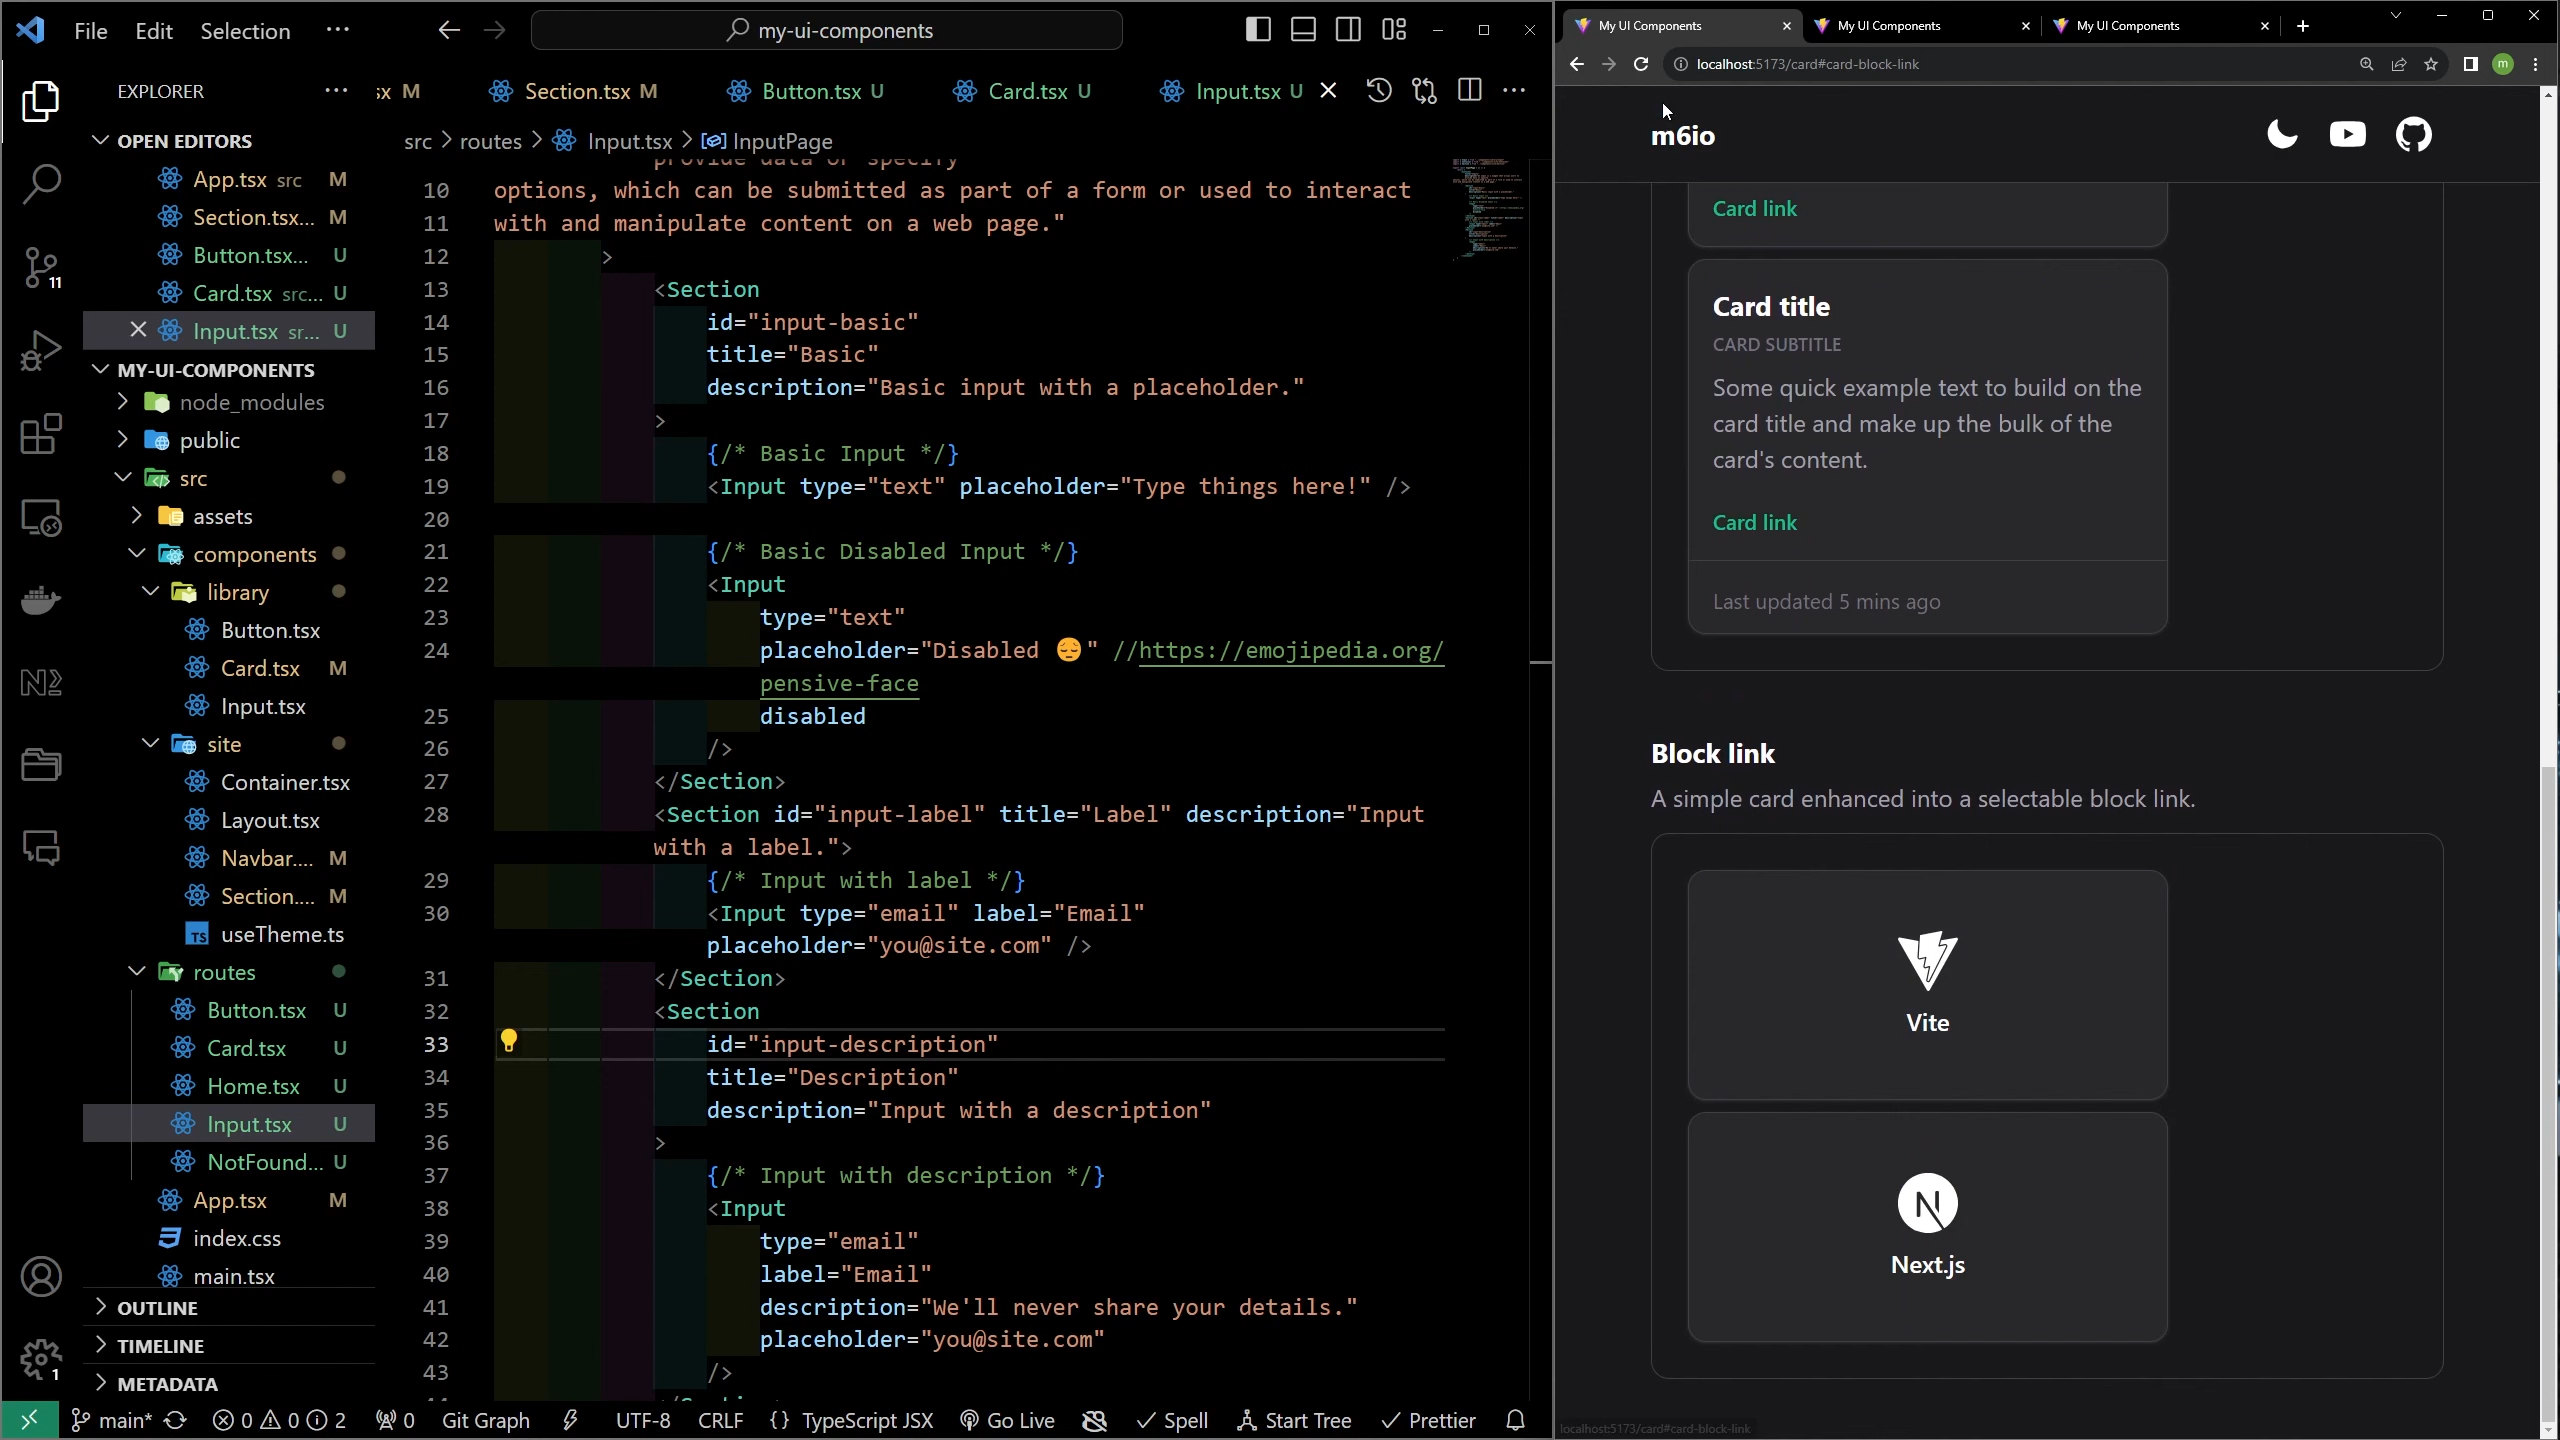 File Edit Selection ···
my-ui-components
EXPLORER
OPEN EDITORS
App.tsx src M
Section.tsx... M
Button.tsx... U
Card.tsx src... U
Input.tsx sr... U
MY-UI-COMPONENTS
node_modules
public
src
assets
components
library
Button.tsx
Card.tsx M
Input.tsx
site
Container.tsx
Layout.tsx
Navbar.... M
Section.... M
TS useTheme.ts
routes
Button.tsx U
Card.tsx U
Home.tsx U
Input.tsx U
NotFound... U
App.tsx M
index.css
main.tsx
OUTLINE
TIMELINE
METADATA
11
1
sx M Section.tsx M Button.tsx U Card.tsx U Input.tsx U
src > routes > Input.tsx > InputPage
provide data or specify
10 options, which can be submitted as part of a form or used to interact
11 with and manipulate content on a web page."
12 >
13 <Section
14 id="input-basic"
15 title="Basic"
16 description="Basic input with a placeholder."
17 >
18 {/* Basic Input */}
19 <Input type="text" placeholder="Type things here!" />
20
21 {/* Basic Disabled Input */}
22 <Input
23 type="text"
24 placeholder="Disabled 😔" //https://emojipedia.org/
pensive-face
25 disabled
26 />
27 </Section>
28 <Section id="input-label" title="Label" description="Input
with a label.">
29 {/* Input with label */}
30 <Input type="email" label="Email"
placeholder="you@site.com" />
31 </Section>
32 <Section
33 id="input-description"
34 title="Description"
35 description="Input with a description"
36 >
37 {/* Input with description */}
38 <Input
39 type="email"
40 label="Email"
41 description="We'll never share your details."
42 placeholder="you@site.com"
43 />
main* 0 0 2 0 Git Graph UTF-8 CRLF {} TypeScript JSX Go Live Spell Start Tree Prettier
My UI Components My UI Components My UI Components
localhost:5173/card#card-block-link
m
m6io
Card link
Card title
CARD SUBTITLE
Some quick example text to build on the
card title and make up the bulk of the
card's content.
Card link
Last updated 5 mins ago
Block link
A simple card enhanced into a selectable block link.
Vite
N
Next.js
localhost:5173/card#card-block-link